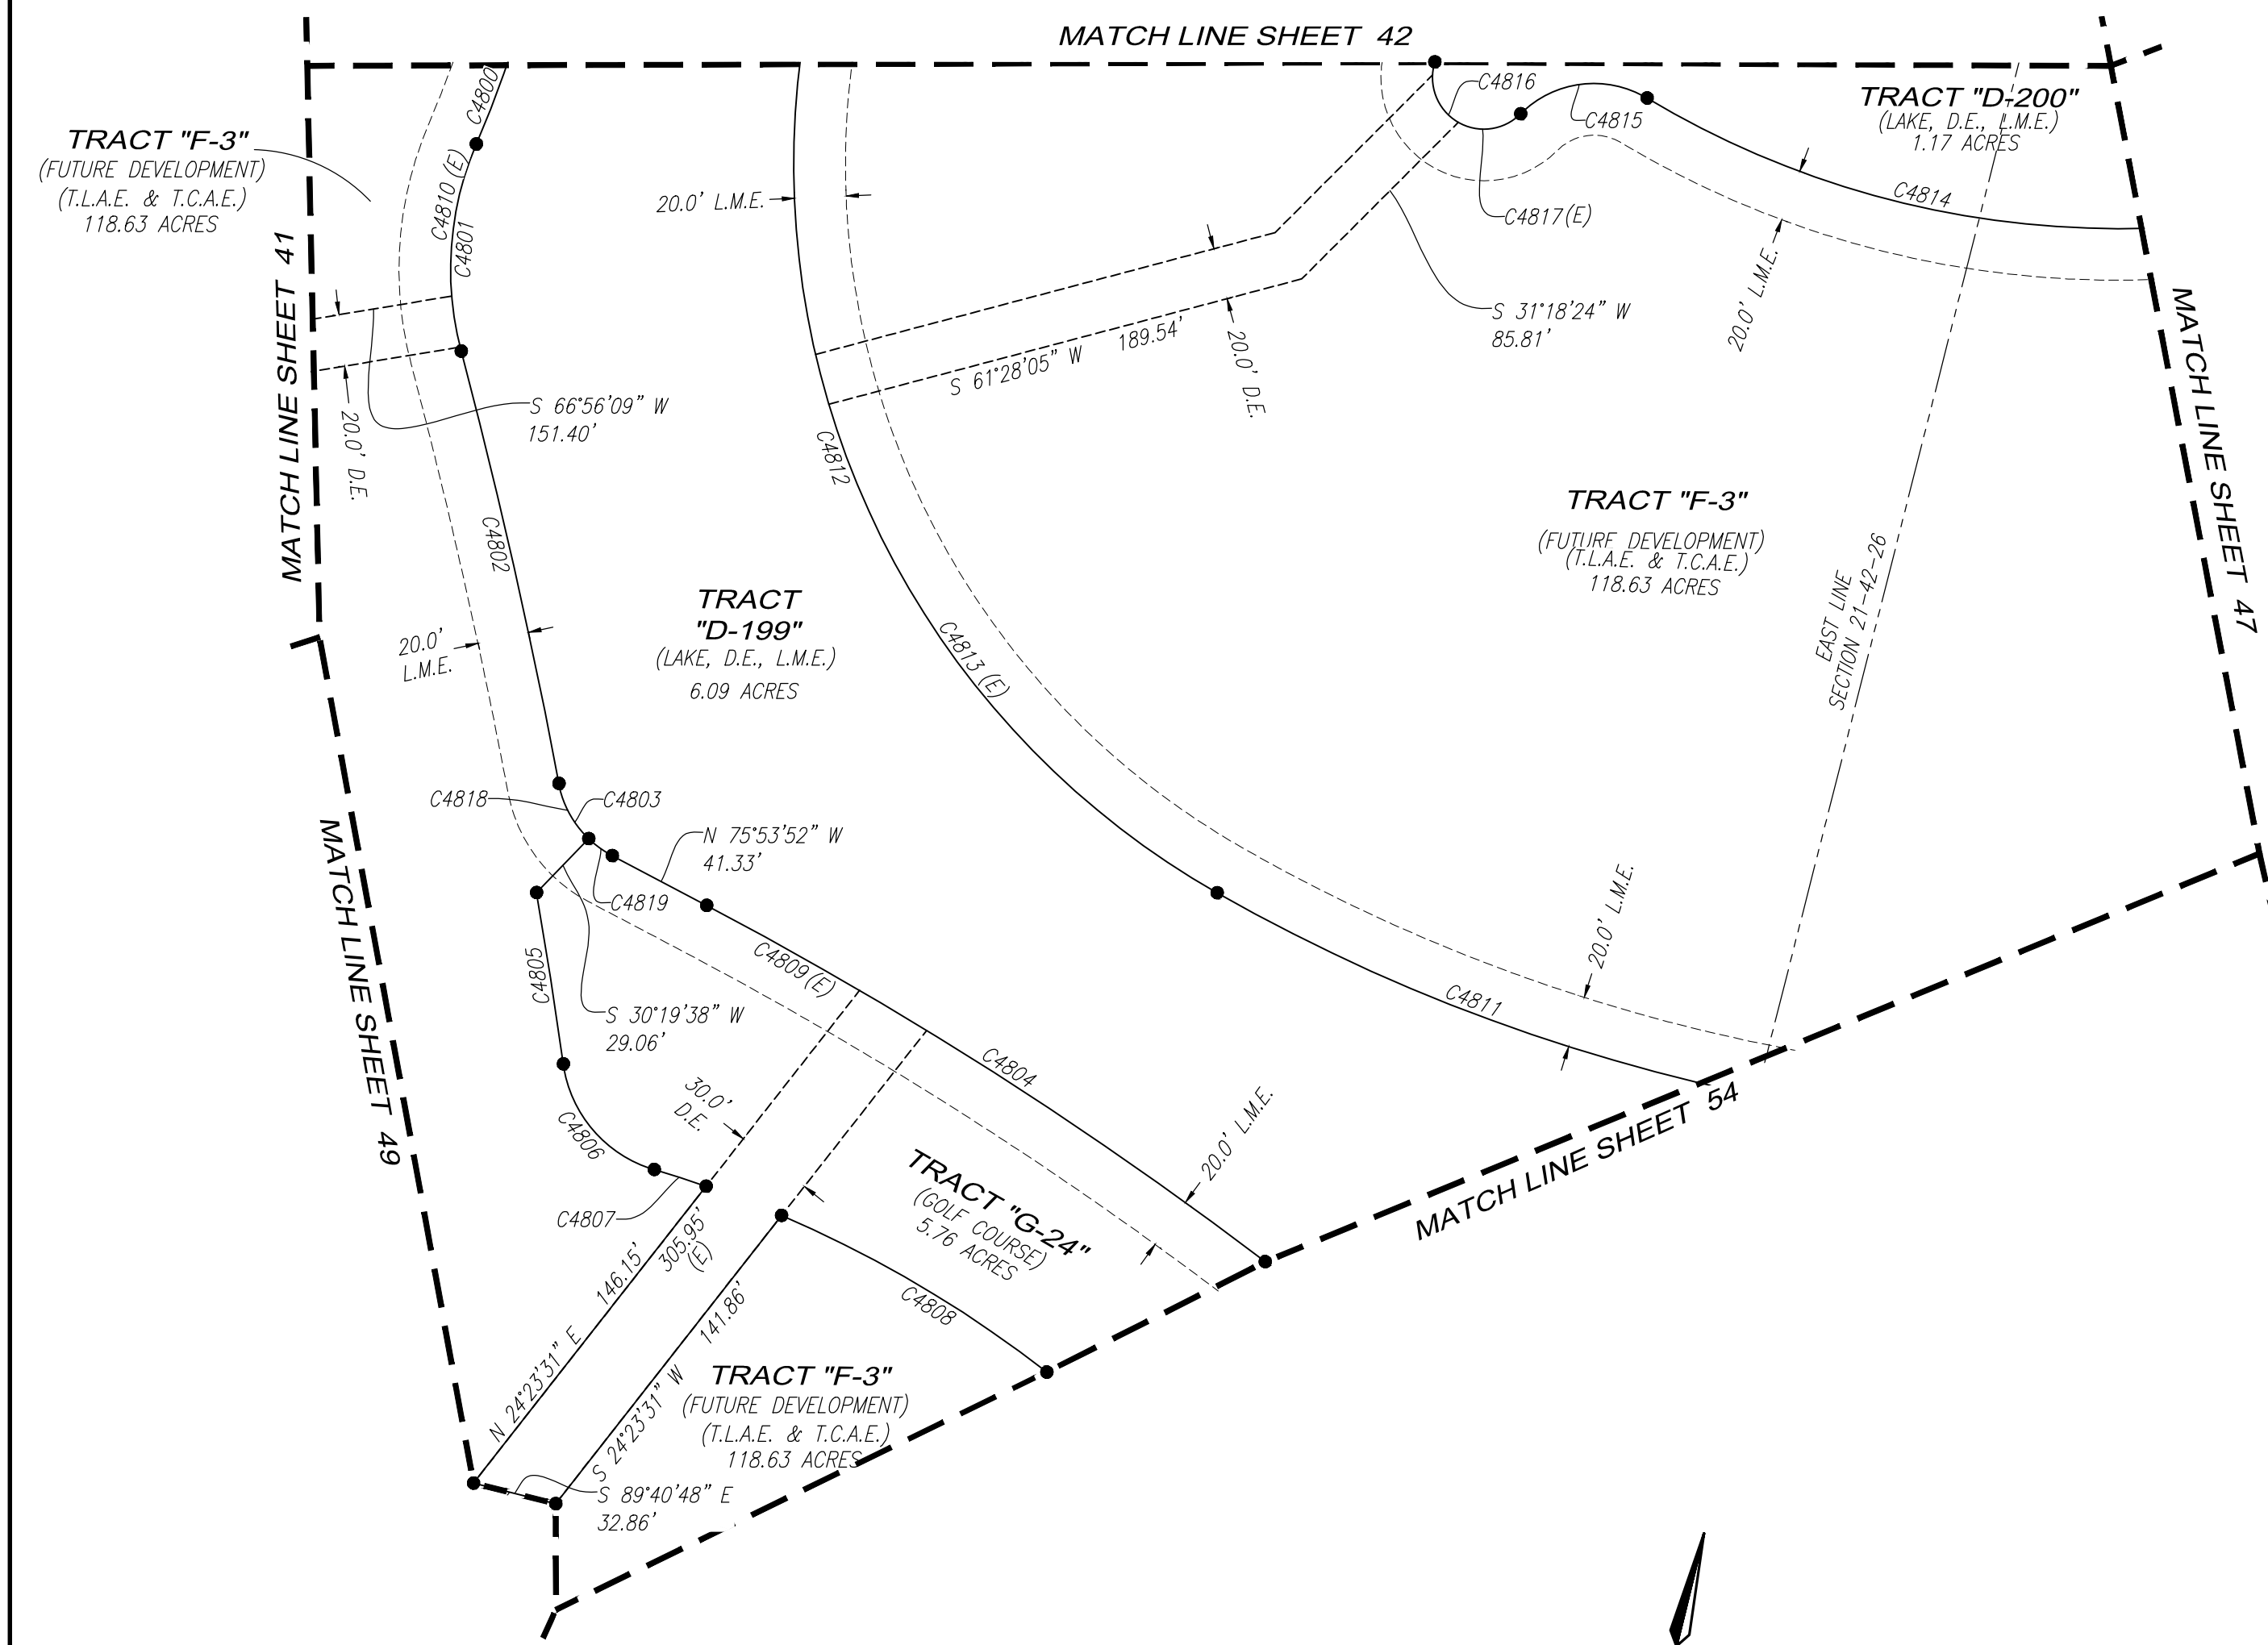 MATCH LINE SHEET 42
C4800
C4816
C4815
TRACT "D-200"
(LAKE, D.E., L.M.E.)
1.17 ACRES
TRACT "F-3"
(FUTURE DEVELOPMENT)
(T.L.A.E. & T.C.A.E.)
118.63 ACRES
C4810 (E)
C4801
20.0' L.M.E.
C4817(E)
C4814
20.0' L.M.E.
MATCH LINE SHEET 41
S 31°18'24" W
85.81'
S 61°28'05" W 189.54'
20.0' D.E.
MATCH LINE SHEET 47
S 66°56'09" W
151.40'
20.0' D.E.
C4812
C4802
TRACT "F-3"
(FUTURE DEVELOPMENT)
(T.L.A.E. & T.C.A.E.)
118.63 ACRES
EAST LINE
SECTION 21-42-26
TRACT
"D-199"
(LAKE, D.E., L.M.E.)
6.09 ACRES
20.0'
L.M.E.
C4813 (E)
C4818
C4803
N 75°53'52" W
41.33'
C4819
MATCH LINE SHEET 49
C4809 (E)
C4805
S 30°19'38" W
29.06'
20.0' L.M.E.
C4811
C4804
30.0'
D.E.
C4806
20.0' L.M.E.
MATCH LINE SHEET 54
C4807
TRACT "G-24"
(GOLF COURSE)
5.76 ACRES
305.95'
(E)
N 24°23'31" E 146.15'
S 24°23'31" W 141.86'
C4808
TRACT "F-3"
(FUTURE DEVELOPMENT)
(T.L.A.E. & T.C.A.E.)
118.63 ACRES
S 89°40'48" E
32.86'